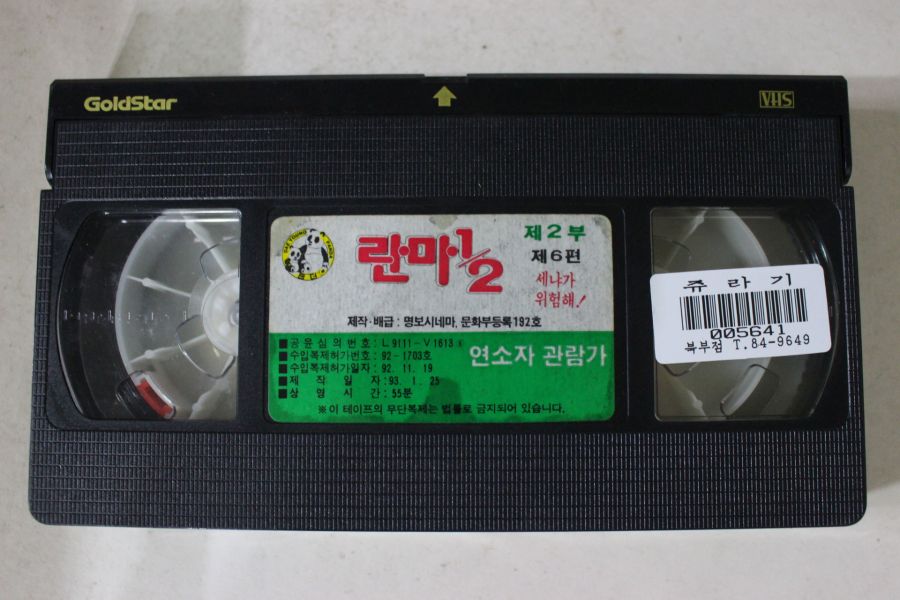 GoldStar
VHS
란마1/2
제2부
제6편
세냐가
위험해!
제작·배급 : 명보시네마, 문화부등록192호
■공윤심의번호: L 9111-V1613
■수입복제허가번호: 92-1703호
■수입복제허가일자: 92. 11. 19
■제 작 일 자:93. 1. 25
■상 영 시 간: 55분
연소자 관람가
※이 테이프의 무단복제는 법률로 금지되어 있습니다.
쥬라기
005641
북부점 T.84-9649